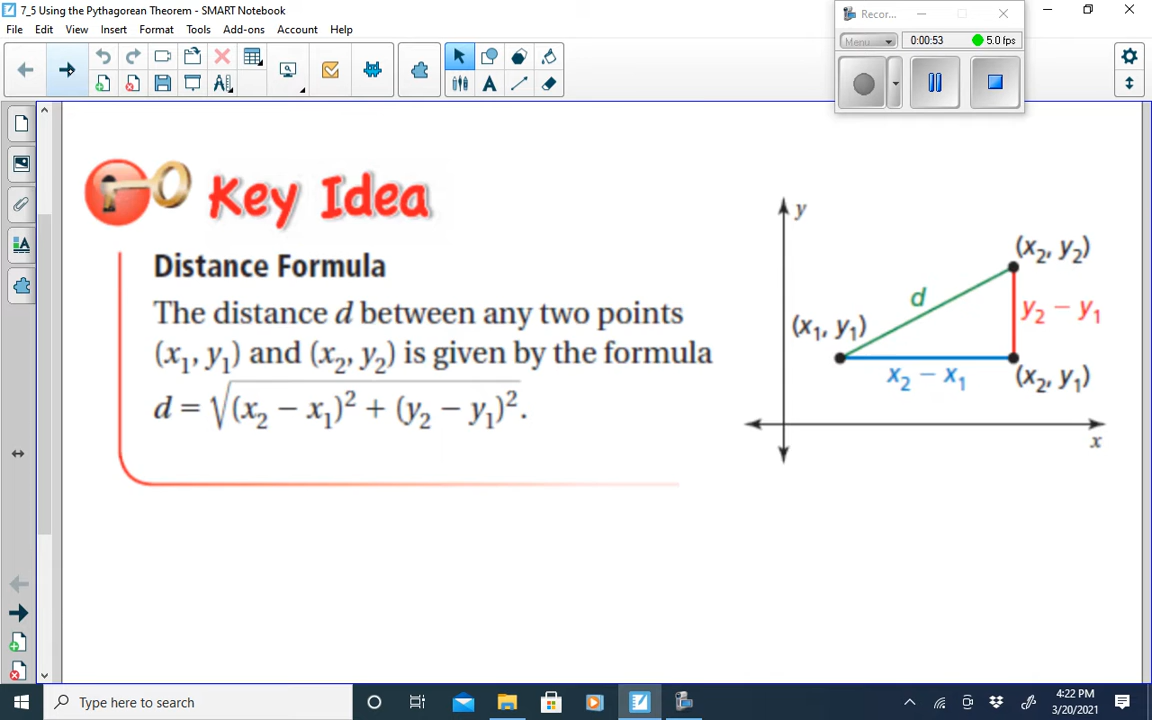 7_5 Using the Pythagorean Theorem - SMART Notebook
Recor...
File Edit View Insert Format Tools Add-ons Account Help
Menu
0:00:53
5.0 fps
Key Idea
Distance Formula
The distance d between any two points
(x₁, y₁) and (x₂, y₂) is given by the formula
d = √(x₂ − x₁)² + (y₂ − y₁)².
y
(x₂, y₂)
d
(x₁, y₁)
y₂ − y₁
x₂ − x₁
(x₂, y₁)
x
Type here to search
4:22 PM
3/20/2021